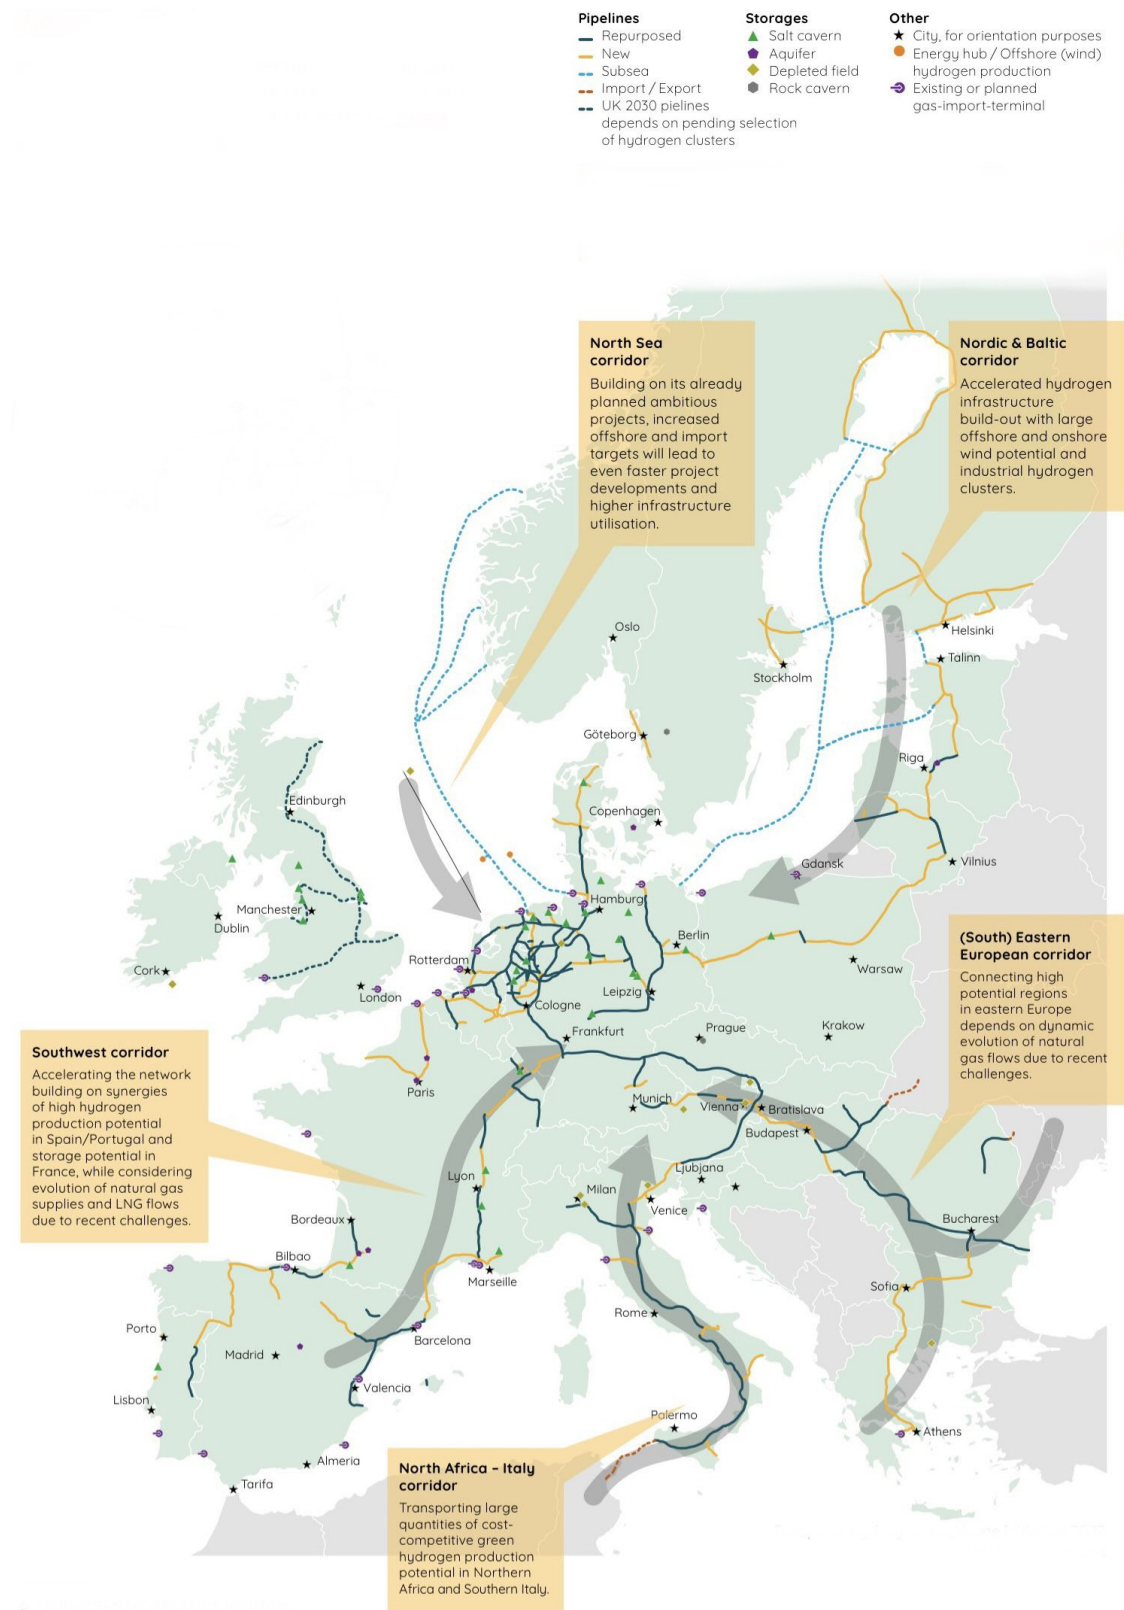 Pipelines
Repurposed
New
Subsea
Import / Export
UK 2030 pielines
depends on pending selection
of hydrogen clusters
Storages
Salt cavern
Aquifer
Depleted field
Rock cavern
Other
City, for orientation purposes
Energy hub / Offshore (wind)
hydrogen production
Existing or planned
gas-import-terminal
North Sea
corridor
Building on its already
planned ambitious
projects, increased
offshore and import
targets will lead to
even faster project
developments and
higher infrastructure
utilisation.
Nordic & Baltic
corridor
Accelerated hydrogen
infrastructure
build-out with large
offshore and onshore
wind potential and
industrial hydrogen
clusters.
Oslo
Helsinki
Talinn
Stockholm
Göteborg
Riga
Edinburgh
Copenhagen
Vilnius
Gdansk
Hamburg
Manchester
Dublin
Berlin
(South) Eastern
European corridor
Connecting high
potential regions
in eastern Europe
depends on dynamic
evolution of natural
gas flows due to recent
challenges.
Rotterdam
Warsaw
Cork
London
Leipzig
Cologne
Frankfurt
Prague
Krakow
Southwest corridor
Accelerating the network
building on synergies
of high hydrogen
production potential
in Spain/Portugal and
storage potential in
France, while considering
evolution of natural gas
supplies and LNG flows
due to recent challenges.
Paris
Munich
Vienna
Bratislava
Budapest
Lyon
Ljubjana
Milan
Venice
Bordeaux
Bucharest
Bilbao
Marseille
Sofia
Rome
Porto
Barcelona
Madrid
Valencia
Lisbon
Palermo
Athens
Almeria
Tarifa
North Africa – Italy
corridor
Transporting large
quantities of cost-
competitive green
hydrogen production
potential in Northern
Africa and Southern Italy.